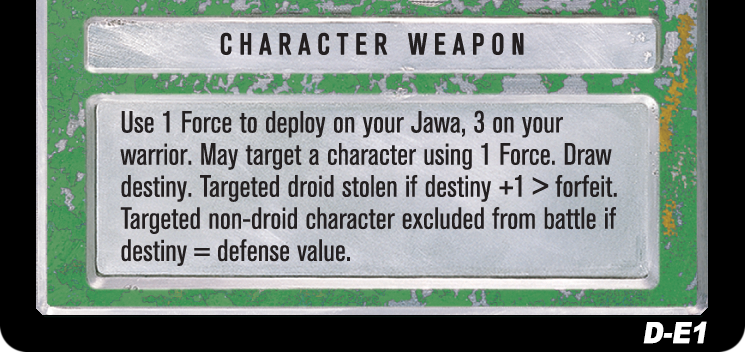 CHARACTER WEAPON
Use 1 Force to deploy on your Jawa, 3 on your
warrior. May target a character using 1 Force. Draw
destiny. Targeted droid stolen if destiny +1 > forfeit.
Targeted non-droid character excluded from battle if
destiny = defense value.
D-E1